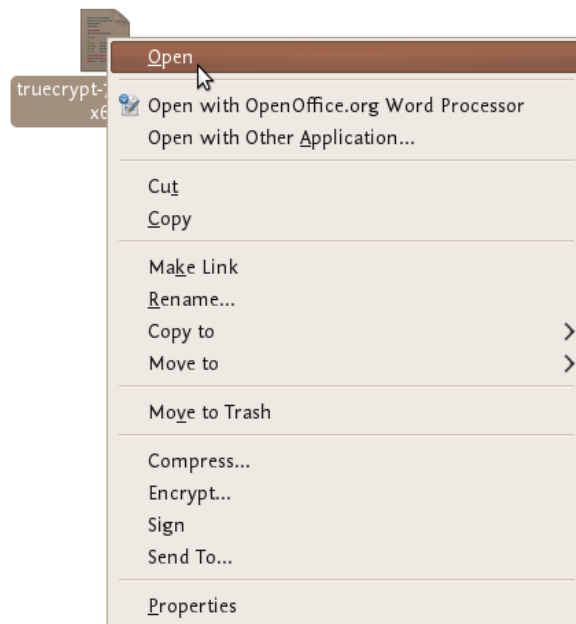 Open
truecrypt-7
x6
Open with OpenOffice.org Word Processor
Open with Other Application...
Cut
Copy
Make Link
Rename...
Copy to
Move to
Move to Trash
Compress...
Encrypt...
Sign
Send To...
Properties